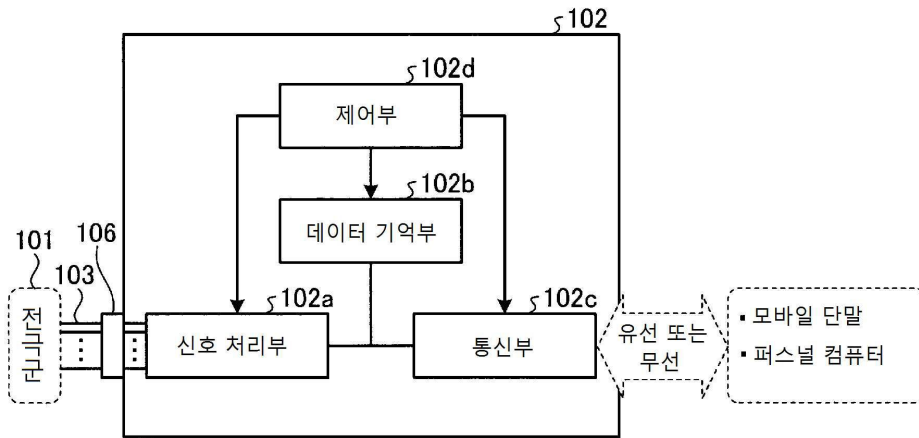 102
102d
제어부
102b
데이터 기억부
101
106
103
전극군
102a
신호 처리부
102c
통신부
유선 또는
무선
▪ 모바일 단말
▪ 퍼스널 컴퓨터